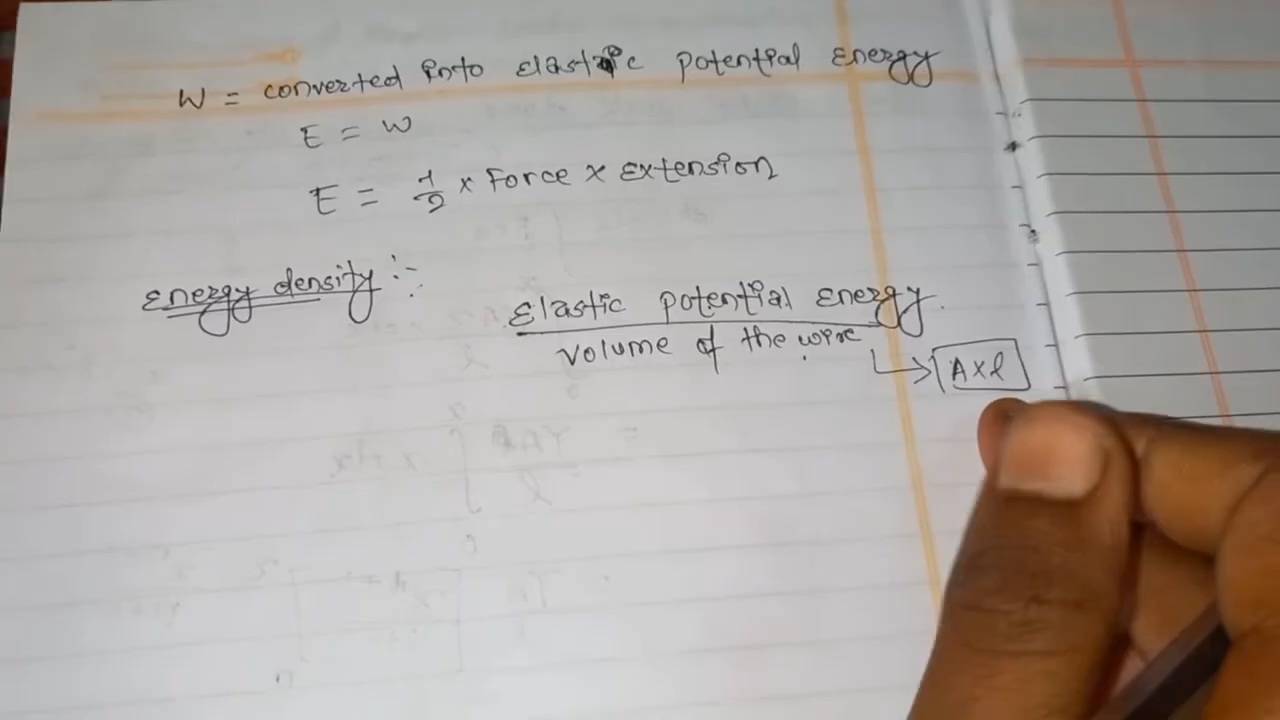 W = converted into Elastic potential Energy
E = W
E = 1/2 × Force × Extension
Energy density :-
Elastic potential Energy
volume of the wire
A×l